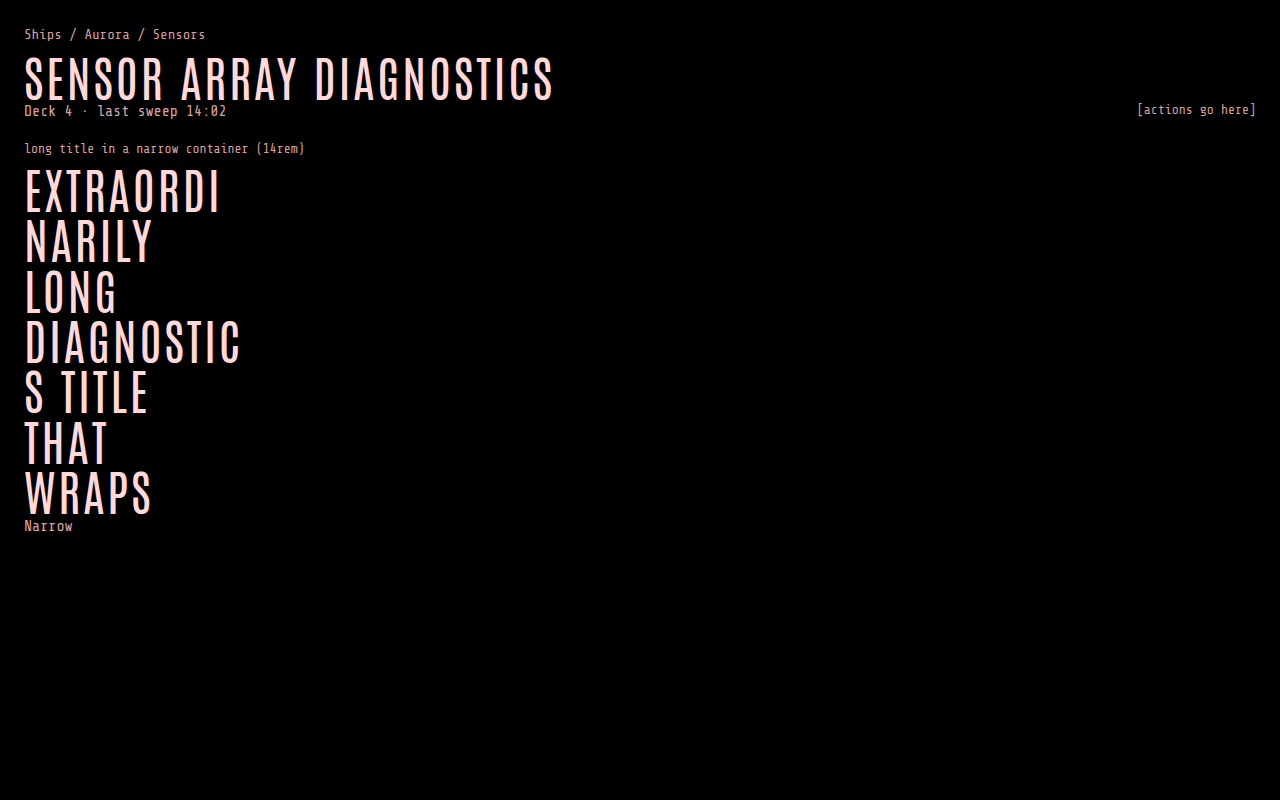 Ships / Aurora / Sensors
SENSOR ARRAY DIAGNOSTICS
Deck 4 · last sweep 14:02
[actions go here]
long title in a narrow container (14rem)
EXTRAORDI
NARILY
LONG
DIAGNOSTIC
S TITLE
THAT
WRAPS
Narrow